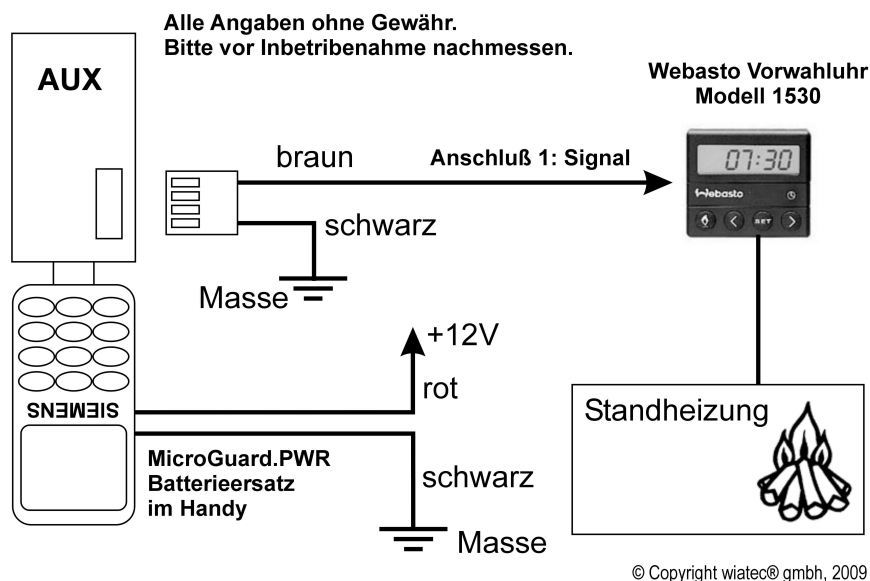 Alle Angaben ohne Gewähr.
Bitte vor Inbetribenahme nachmessen.
AUX
Webasto Vorwahluhr
Modell 1530
braun
Anschluß 1: Signal
07:30
Webasto
SET
schwarz
Masse
+12V
rot
SIEMENS
MicroGuard.PWR
Batterieersatz
im Handy
schwarz
Masse
Standheizung
© Copyright wiatec® gmbh, 2009